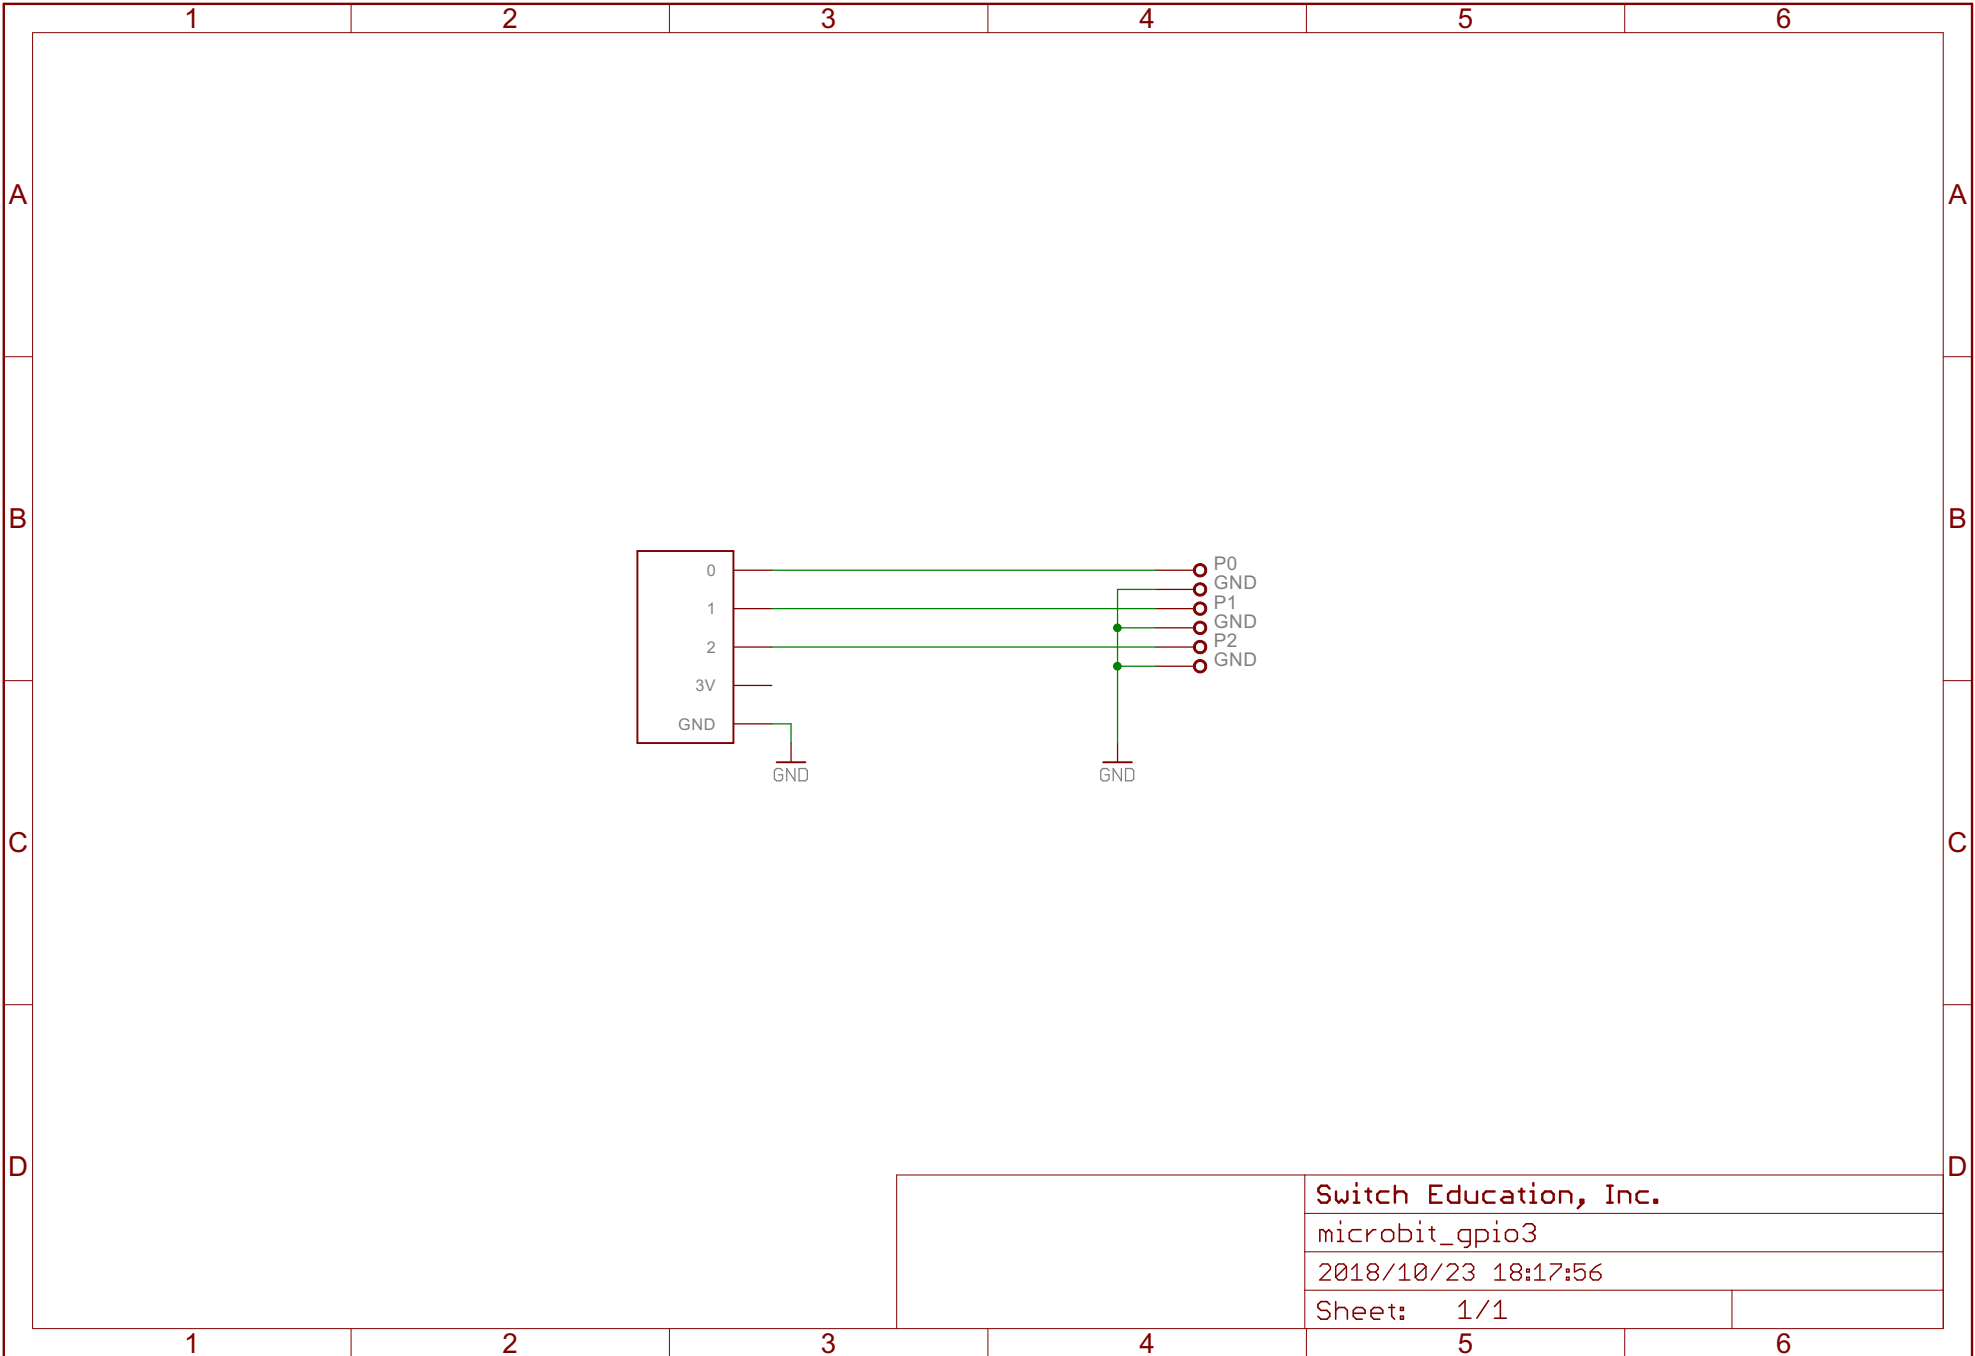 1 2 3 4 5 6
A A
B B
0 P0
GND
1 P1
GND
2 P2
GND
3V
GND
GND GND
C C
D D
Switch Education, Inc.
microbit_gpio3
2018/10/23 18:17:56
Sheet: 1/1
1 2 3 4 5 6